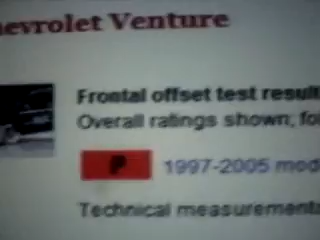 hevrolet Venture
Frontal offset test result
Overall ratings shown; fo
P
1997-2005 mod
Technical measurement